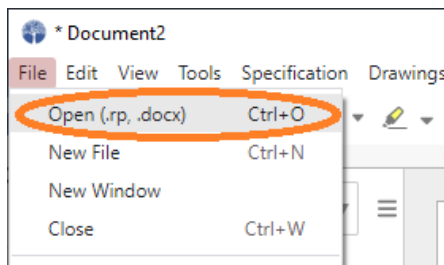 * Document2
File Edit View Tools Specification Drawings
Open (.rp, .docx) Ctrl+O
New File Ctrl+N
New Window
Close Ctrl+W